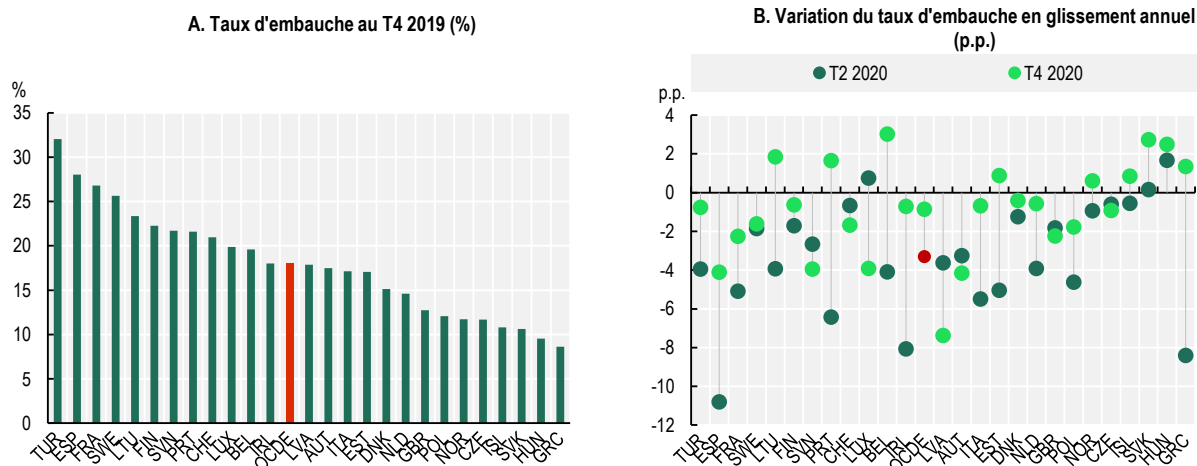 A. Taux d'embauche au T4 2019 (%)
%
35
30
25
20
15
10
5
0
TUR
ESP
FRA
SWE
LTU
FIN
SVN
PRT
CHE
LUX
BEL
IRL
OCDE
LVA
AUT
ITA
EST
DNK
NLD
GBR
POL
NOR
CZE
ISL
SVK
HUN
GRC
B. Variation du taux d'embauche en glissement annuel
(p.p.)
T2 2020
T4 2020
p.p.
4
2
0
-2
-4
-6
-8
-10
-12
TUR
ESP
FRA
SWE
LTU
FIN
SVN
PRT
CHE
LUX
BEL
IRL
OCDE
LVA
AUT
ITA
EST
DNK
NLD
GBR
POL
NOR
CZE
ISL
SVK
HUN
GRC